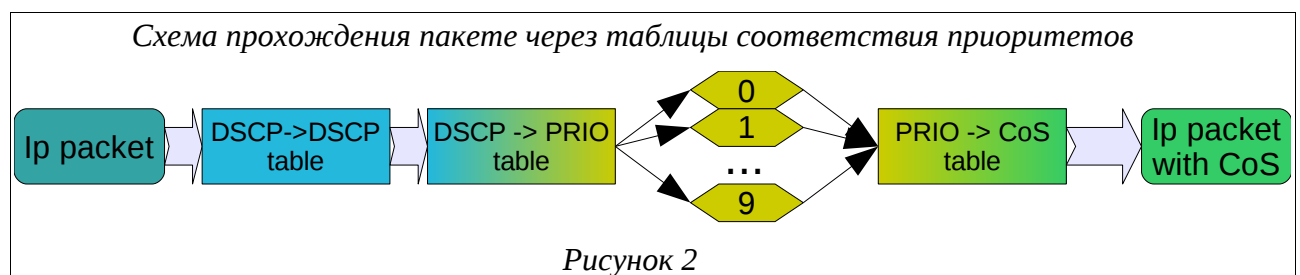 Схема прохождения пакете через таблицы соответствия приоритетов
Ip packet
DSCP->DSCP
table
DSCP -> PRIO
table
0
1
...
9
PRIO -> CoS
table
Ip packet
with CoS
Рисунок 2